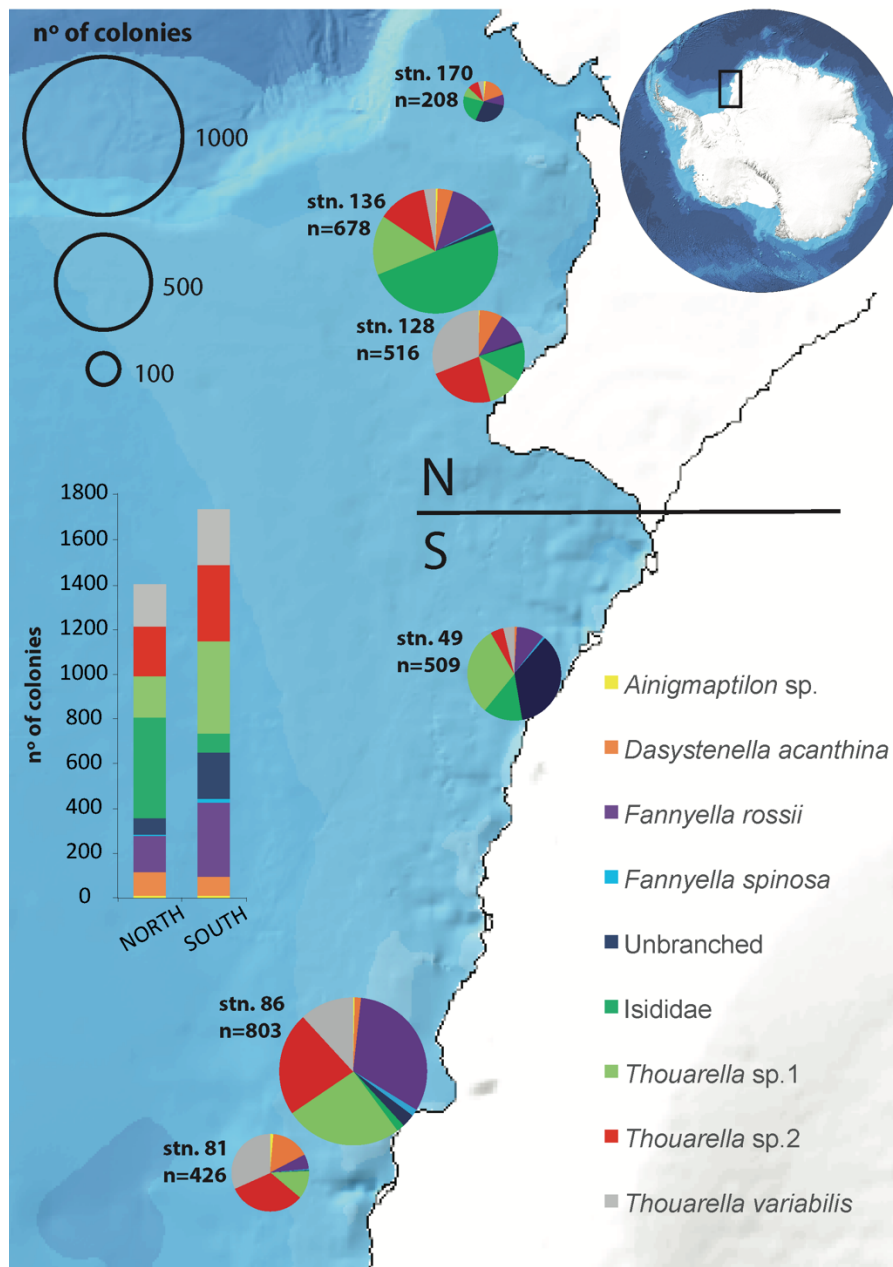 nº of colonies
1000
500
100
stn. 170
n=208
stn. 136
n=678
stn. 128
n=516
N
S
stn. 49
n=509
stn. 86
n=803
stn. 81
n=426
nº of colonies
1800
1600
1400
1200
1000
800
600
400
200
0
NORTH
SOUTH
Ainigmaptilon sp.
Dasystenella acanthina
Fannyella rossii
Fannyella spinosa
Unbranched
Isididae
Thouarella sp.1
Thouarella sp.2
Thouarella variabilis